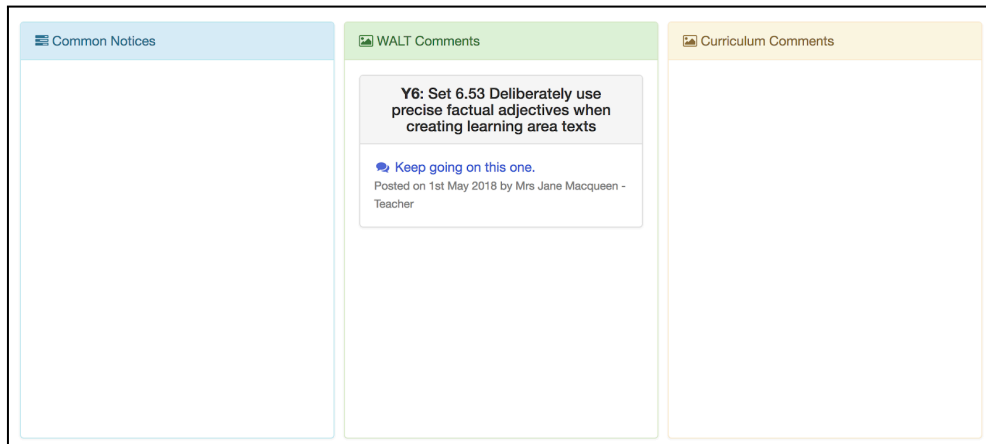 Common Notices
WALT Comments
Y6: Set 6.53 Deliberately use
precise factual adjectives when
creating learning area texts
Keep going on this one.
Posted on 1st May 2018 by Mrs Jane Macqueen -
Teacher
Curriculum Comments